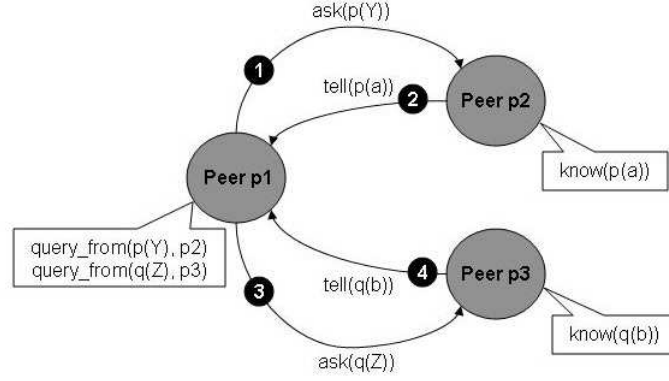 ask(p(Y))
1
tell(p(a))
2
Peer p2
know(p(a))
Peer p1
query_from(p(Y), p2)
query_from(q(Z), p3)
3
tell(q(b))
4
Peer p3
know(q(b))
ask(q(Z))